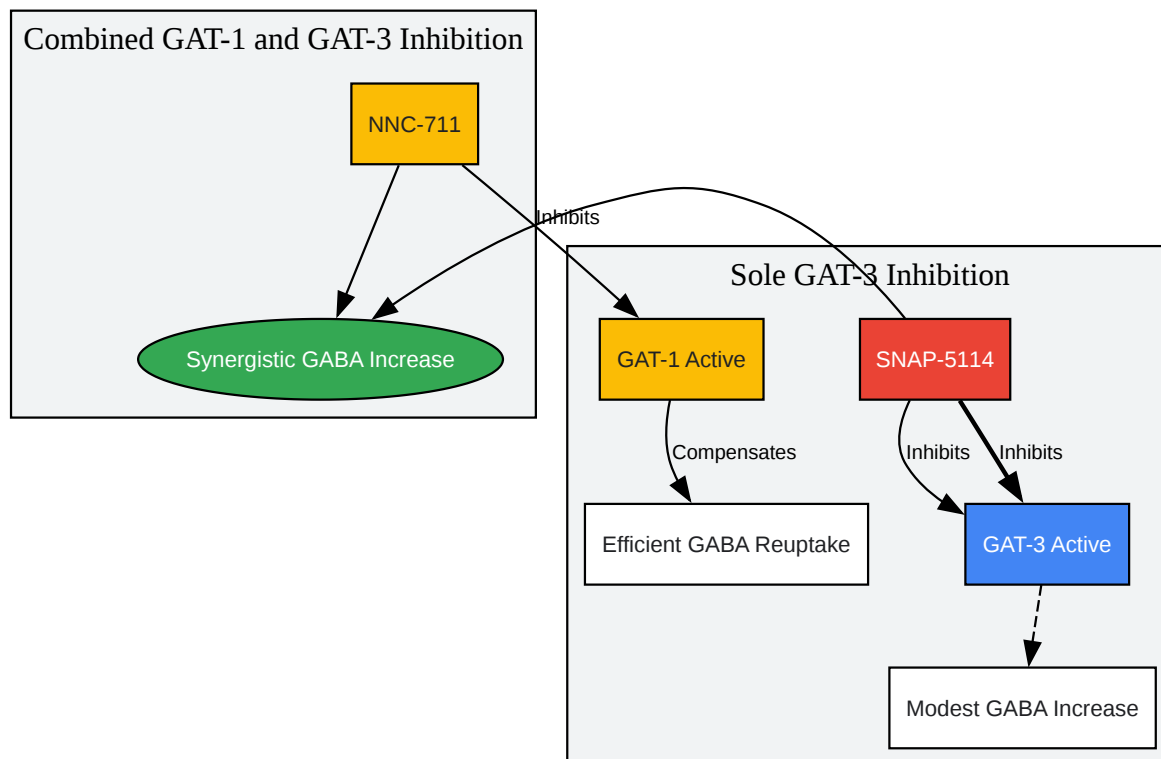 Combined GAT-1 and GAT-3 Inhibition
NNC-711
Inhibits
Synergistic GABA Increase
Sole GAT-3 Inhibition
GAT-1 Active
SNAP-5114
Compensates
Inhibits
Inhibits
Efficient GABA Reuptake
GAT-3 Active
Modest GABA Increase